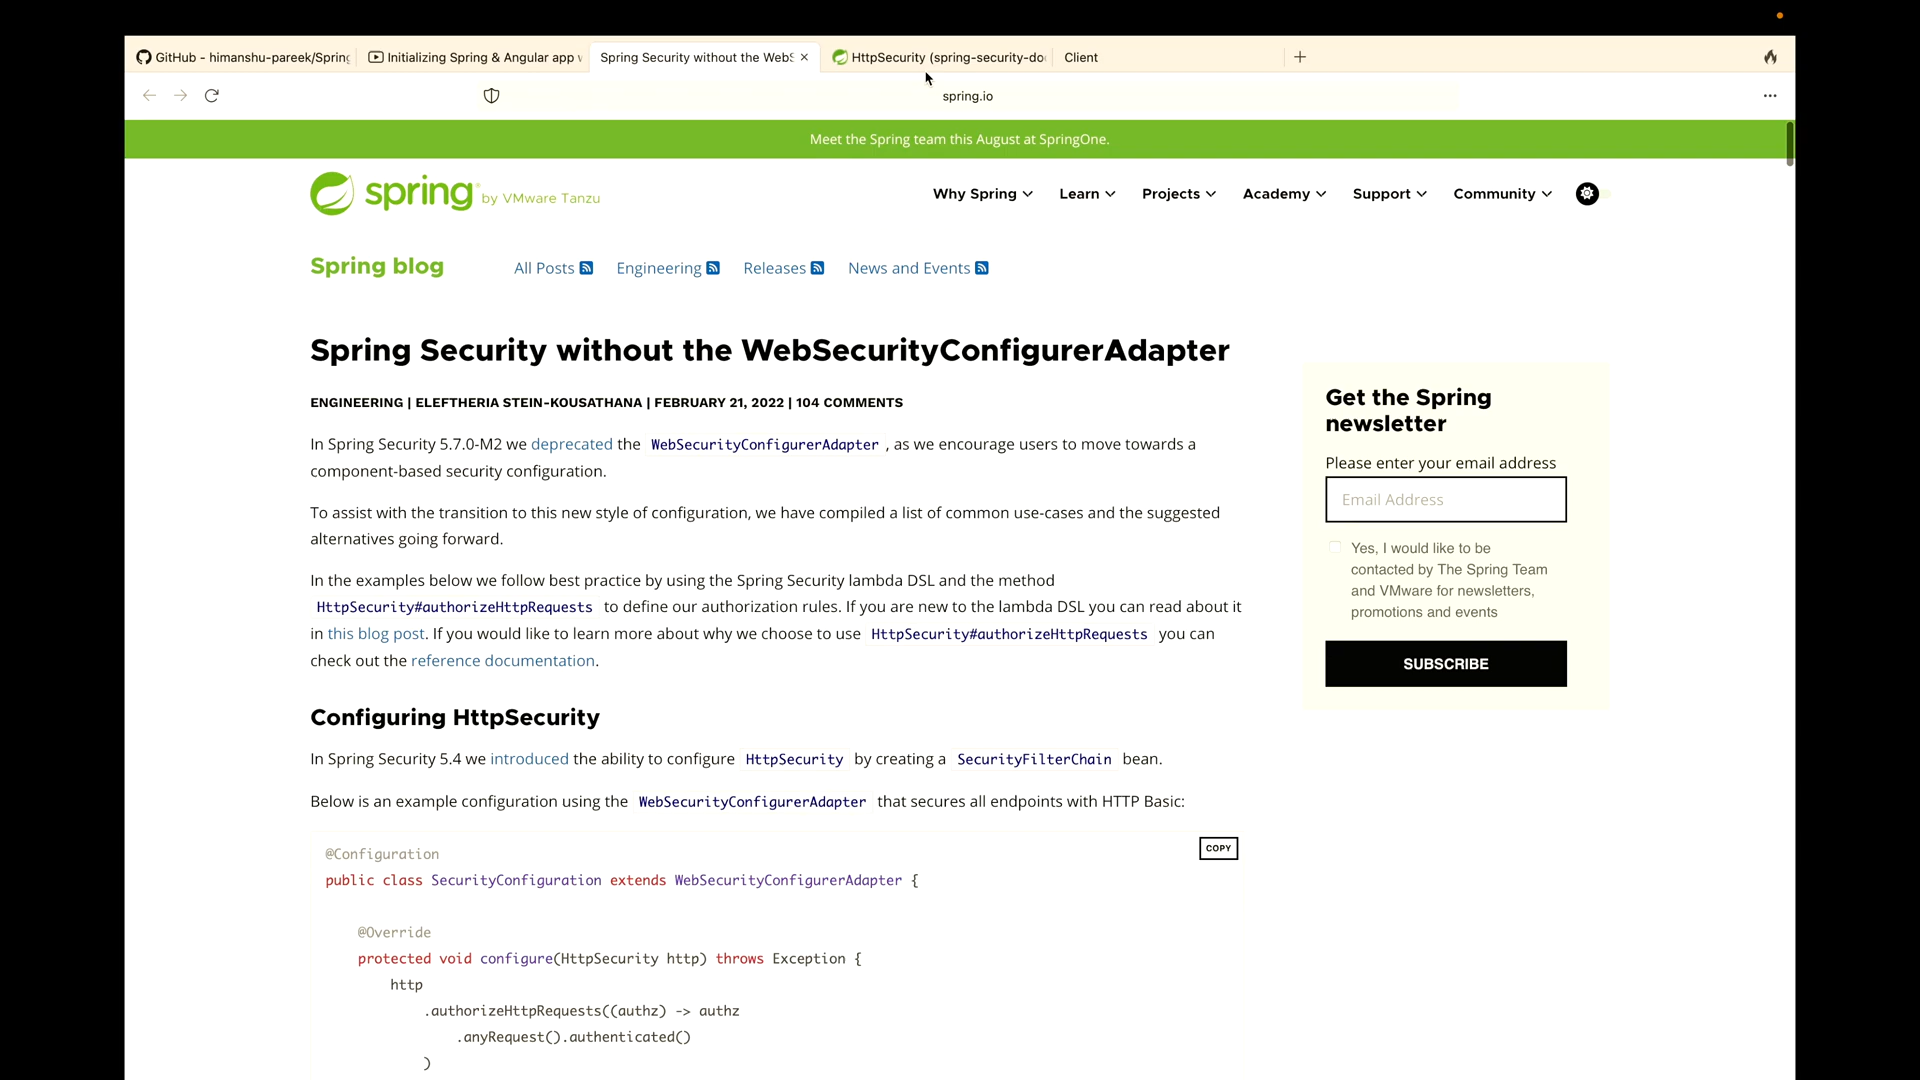 GitHub - himanshu-pareek/Spring
Initializing Spring & Angular app
Spring Security without the WebS
HttpSecurity (spring-security-do
Client
spring.io
Meet the Spring team this August at SpringOne.
spring by VMware Tanzu
Why Spring
Learn
Projects
Academy
Support
Community
Spring blog
All Posts
Engineering
Releases
News and Events
Spring Security without the WebSecurityConfigurerAdapter
ENGINEERING | ELEFTHERIA STEIN-KOUSATHANA | FEBRUARY 21, 2022 | 104 COMMENTS
In Spring Security 5.7.0-M2 we deprecated the WebSecurityConfigurerAdapter , as we encourage users to move towards a
component-based security configuration.
To assist with the transition to this new style of configuration, we have compiled a list of common use-cases and the suggested
alternatives going forward.
In the examples below we follow best practice by using the Spring Security lambda DSL and the method
HttpSecurity#authorizeHttpRequests to define our authorization rules. If you are new to the lambda DSL you can read about it
in this blog post. If you would like to learn more about why we choose to use HttpSecurity#authorizeHttpRequests you can
check out the reference documentation.
Configuring HttpSecurity
In Spring Security 5.4 we introduced the ability to configure HttpSecurity by creating a SecurityFilterChain bean.
Below is an example configuration using the WebSecurityConfigurerAdapter that secures all endpoints with HTTP Basic:
COPY
@Configuration
public class SecurityConfiguration extends WebSecurityConfigurerAdapter {
@Override
protected void configure(HttpSecurity http) throws Exception {
http
.authorizeHttpRequests((authz) -> authz
.anyRequest().authenticated()
)
Get the Spring
newsletter
Please enter your email address
Email Address
Yes, I would like to be
contacted by The Spring Team
and VMware for newsletters,
promotions and events
SUBSCRIBE